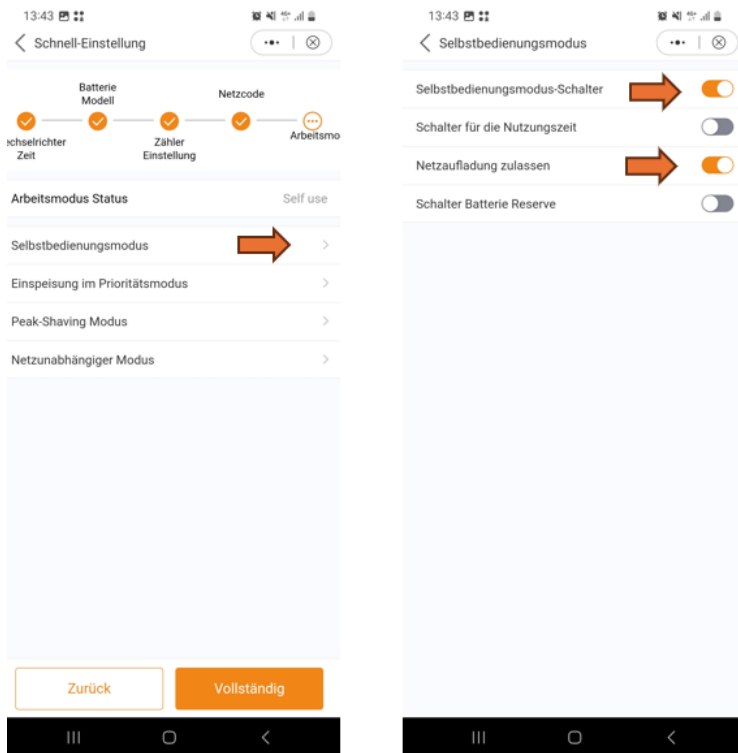 13:43
Schnell-Einstellung
Batterie
Modell
Netzcode
echselrichter
Zeit
Zähler
Einstellung
Arbeitsmo
Arbeitsmodus Status Self use
Selbstbedienungsmodus
Einspeisung im Prioritätsmodus
Peak-Shaving Modus
Netzunabhängiger Modus
Zurück Vollständig
13:43
Selbstbedienungsmodus
Selbstbedienungsmodus-Schalter
Schalter für die Nutzungszeit
Netzaufladung zulassen
Schalter Batterie Reserve